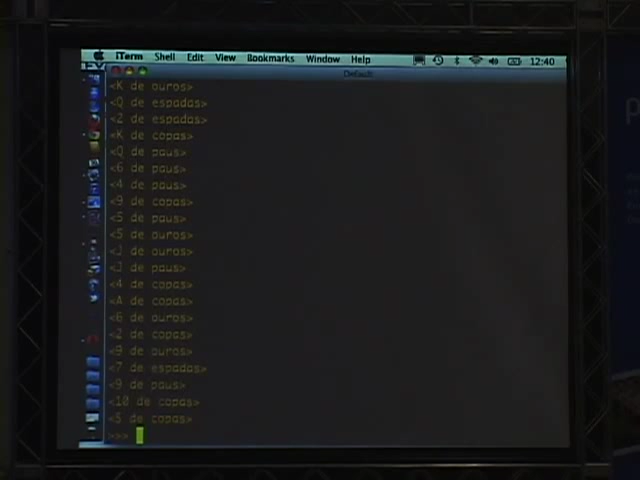 iTerm Shell Edit View Bookmarks Window Help 12:40
Default
<K de ouros>
<Q de espadas>
<2 de espadas>
<K de copas>
<Q de paus>
<6 de paus>
<4 de paus>
<9 de copas>
<5 de paus>
<5 de ouros>
<J de ouros>
<J de paus>
<4 de copas>
<A de copas>
<6 de ouros>
<2 de copas>
<9 de ouros>
<7 de espadas>
<9 de paus>
<10 de copas>
<5 de copas>
>>>